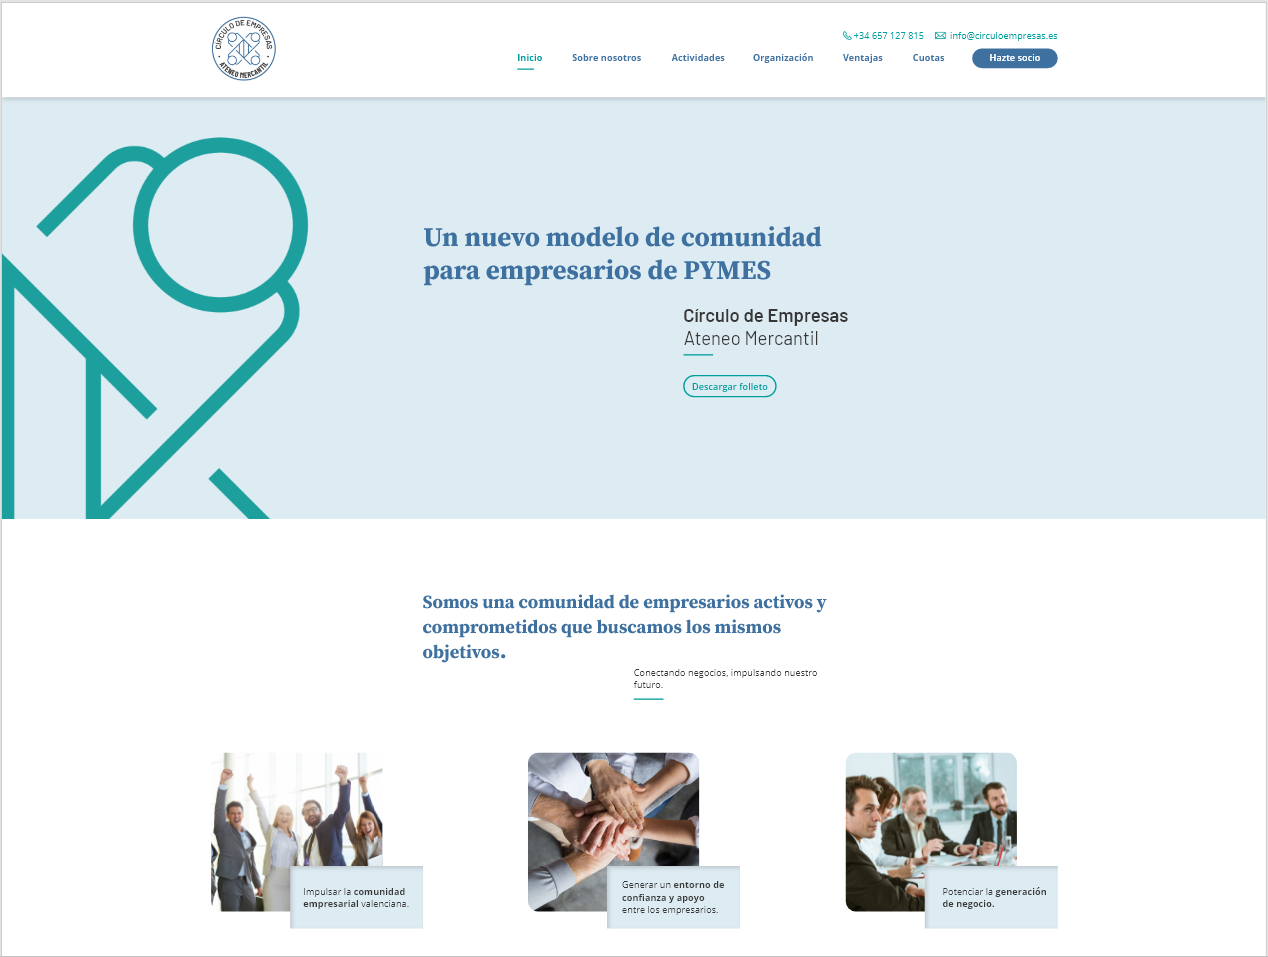 CÍRCULO DE EMPRESAS
· ATENEO MERCANTIL ·
+34 657 127 815 info@circuloempresas.es
Inicio Sobre nosotros Actividades Organización Ventajas Cuotas Hazte socio
Un nuevo modelo de comunidad
para empresarios de PYMES
Círculo de Empresas
Ateneo Mercantil
Descargar folleto
Somos una comunidad de empresarios activos y
comprometidos que buscamos los mismos
objetivos.
Conectando negocios, impulsando nuestro
futuro.
Impulsar la comunidad
empresarial valenciana.
Generar un entorno de
confianza y apoyo
entre los empresarios.
Potenciar la generación
de negocio.